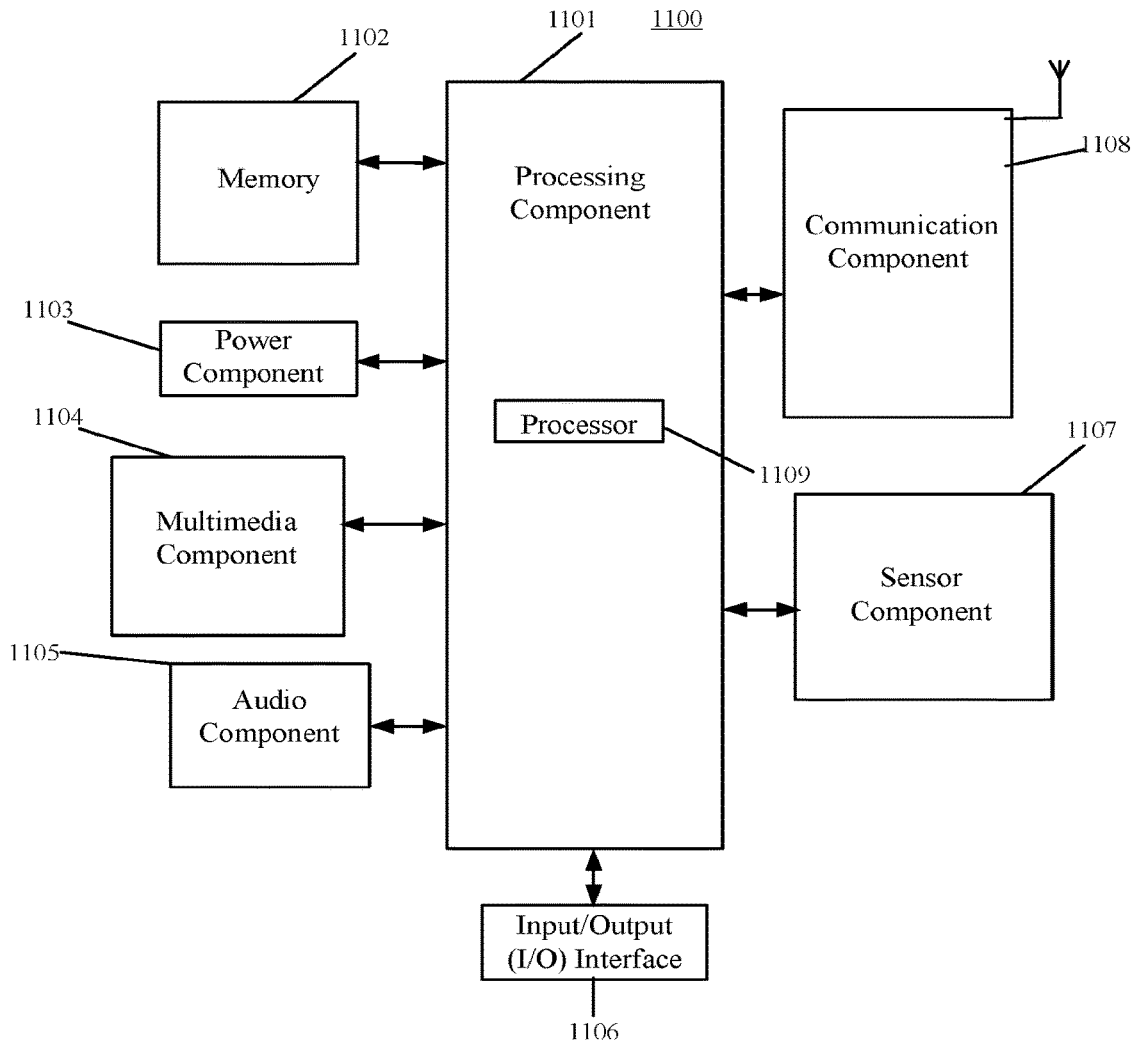 1101
1100
1102
Memory
Processing
Component
1108
Communication
Component
1103
Power
Component
Processor
1109
1104
Multimedia
Component
1107
Sensor
Component
1105
Audio
Component
Input/Output
(I/O) Interface
1106